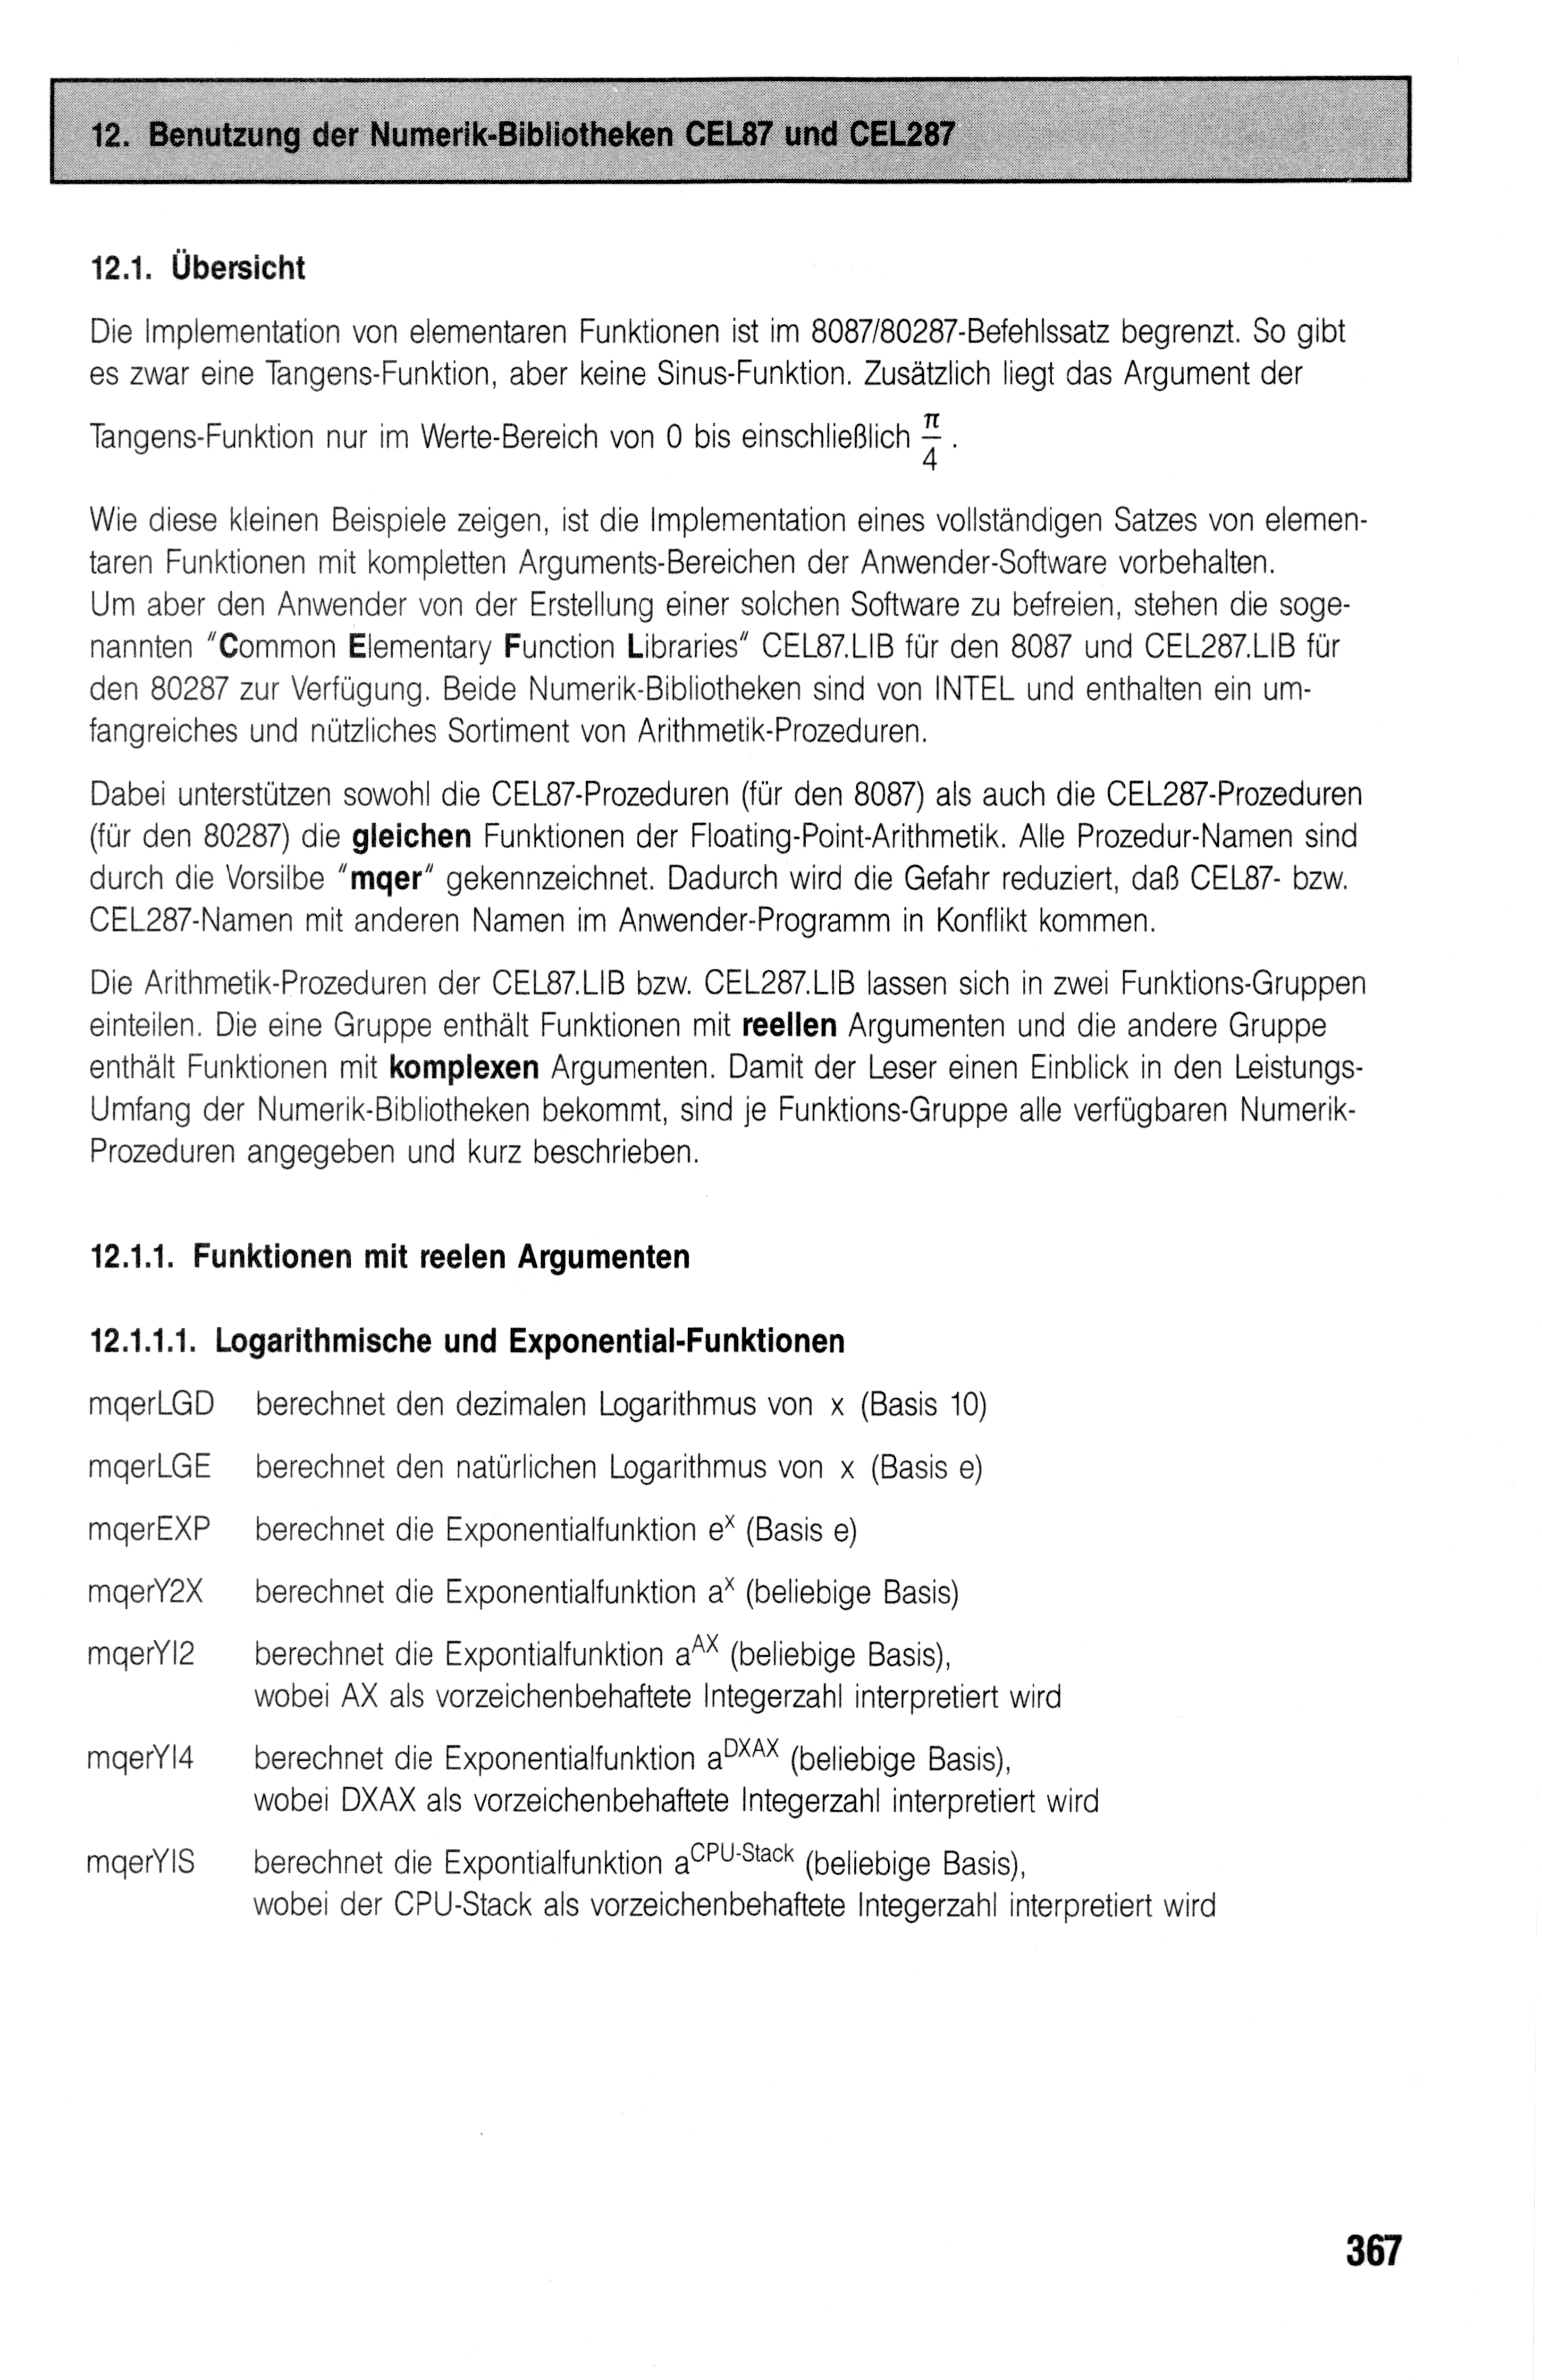 12. Benutzung der Numerik-Bibliotheken CEL87 und CEL287
12.1. Übersicht
Die Implementation von elementaren Funktionen ist im 8087/80287-Befehlssatz begrenzt. So gibt
es zwar eine Tangens-Funktion, aber keine Sinus-Funktion. Zusätzlich liegt das Argument der
Tangens-Funktion nur im Werte-Bereich von 0 bis einschließlich π/4 .
Wie diese kleinen Beispiele zeigen, ist die Implementation eines vollständigen Satzes von elemen-
taren Funktionen mit kompletten Arguments-Bereichen der Anwender-Software vorbehalten.
Um aber den Anwender von der Erstellung einer solchen Software zu befreien, stehen die soge-
nannten "Common Elementary Function Libraries" CEL87.LIB für den 8087 und CEL287.LIB für
den 80287 zur Verfügung. Beide Numerik-Bibliotheken sind von INTEL und enthalten ein um-
fangreiches und nützliches Sortiment von Arithmetik-Prozeduren.
Dabei unterstützen sowohl die CEL87-Prozeduren (für den 8087) als auch die CEL287-Prozeduren
(für den 80287) die gleichen Funktionen der Floating-Point-Arithmetik. Alle Prozedur-Namen sind
durch die Vorsilbe "mqer" gekennzeichnet. Dadurch wird die Gefahr reduziert, daß CEL87- bzw.
CEL287-Namen mit anderen Namen im Anwender-Programm in Konflikt kommen.
Die Arithmetik-Prozeduren der CEL87.LIB bzw. CEL287.LIB lassen sich in zwei Funktions-Gruppen
einteilen. Die eine Gruppe enthält Funktionen mit reellen Argumenten und die andere Gruppe
enthält Funktionen mit komplexen Argumenten. Damit der Leser einen Einblick in den Leistungs-
Umfang der Numerik-Bibliotheken bekommt, sind je Funktions-Gruppe alle verfügbaren Numerik-
Prozeduren angegeben und kurz beschrieben.
12.1.1. Funktionen mit reelen Argumenten
12.1.1.1. Logarithmische und Exponential-Funktionen
mqerLGD berechnet den dezimalen Logarithmus von x (Basis 10)
mqerLGE berechnet den natürlichen Logarithmus von x (Basis e)
mqerEXP berechnet die Exponentialfunktion e^x (Basis e)
mqerY2X berechnet die Exponentialfunktion a^x (beliebige Basis)
mqerYI2 berechnet die Expontialfunktion a^AX (beliebige Basis),
wobei AX als vorzeichenbehaftete Integerzahl interpretiert wird
mqerYI4 berechnet die Exponentialfunktion a^DXAX (beliebige Basis),
wobei DXAX als vorzeichenbehaftete Integerzahl interpretiert wird
mqerYIS berechnet die Expontialfunktion a^CPU-Stack (beliebige Basis),
wobei der CPU-Stack als vorzeichenbehaftete Integerzahl interpretiert wird
367